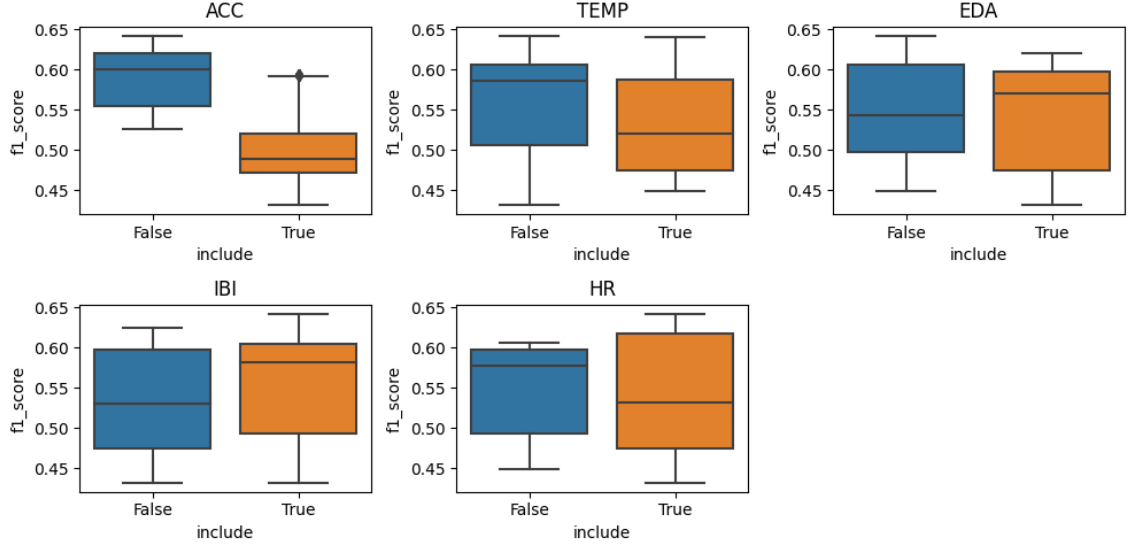 ACC
TEMP
EDA
0.65
0.60
0.55
0.50
0.45
f1_score
False
True
include
0.65
0.60
0.55
0.50
0.45
f1_score
False
True
include
0.65
0.60
0.55
0.50
0.45
f1_score
False
True
include
IBI
HR
0.65
0.60
0.55
0.50
0.45
f1_score
False
True
include
0.65
0.60
0.55
0.50
0.45
f1_score
False
True
include